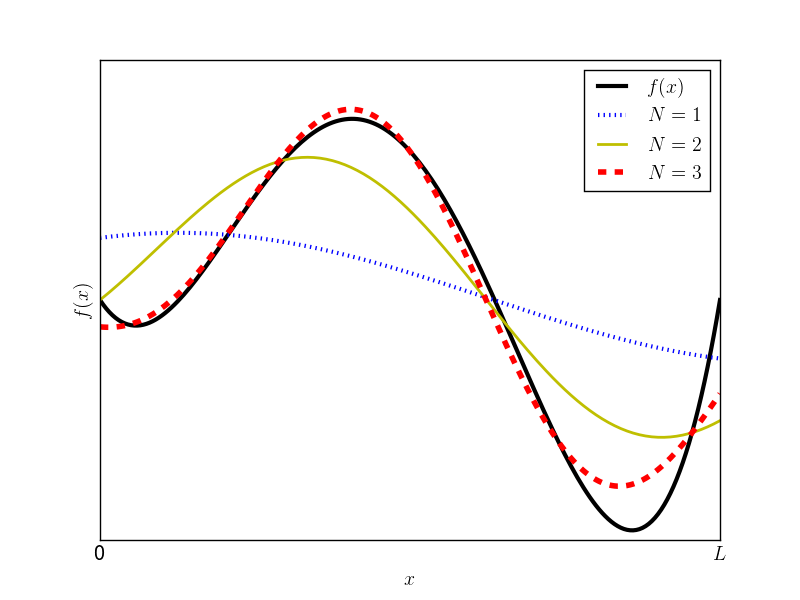 f(x)
N = 1
N = 2
N = 3
f(x)
0
L
x